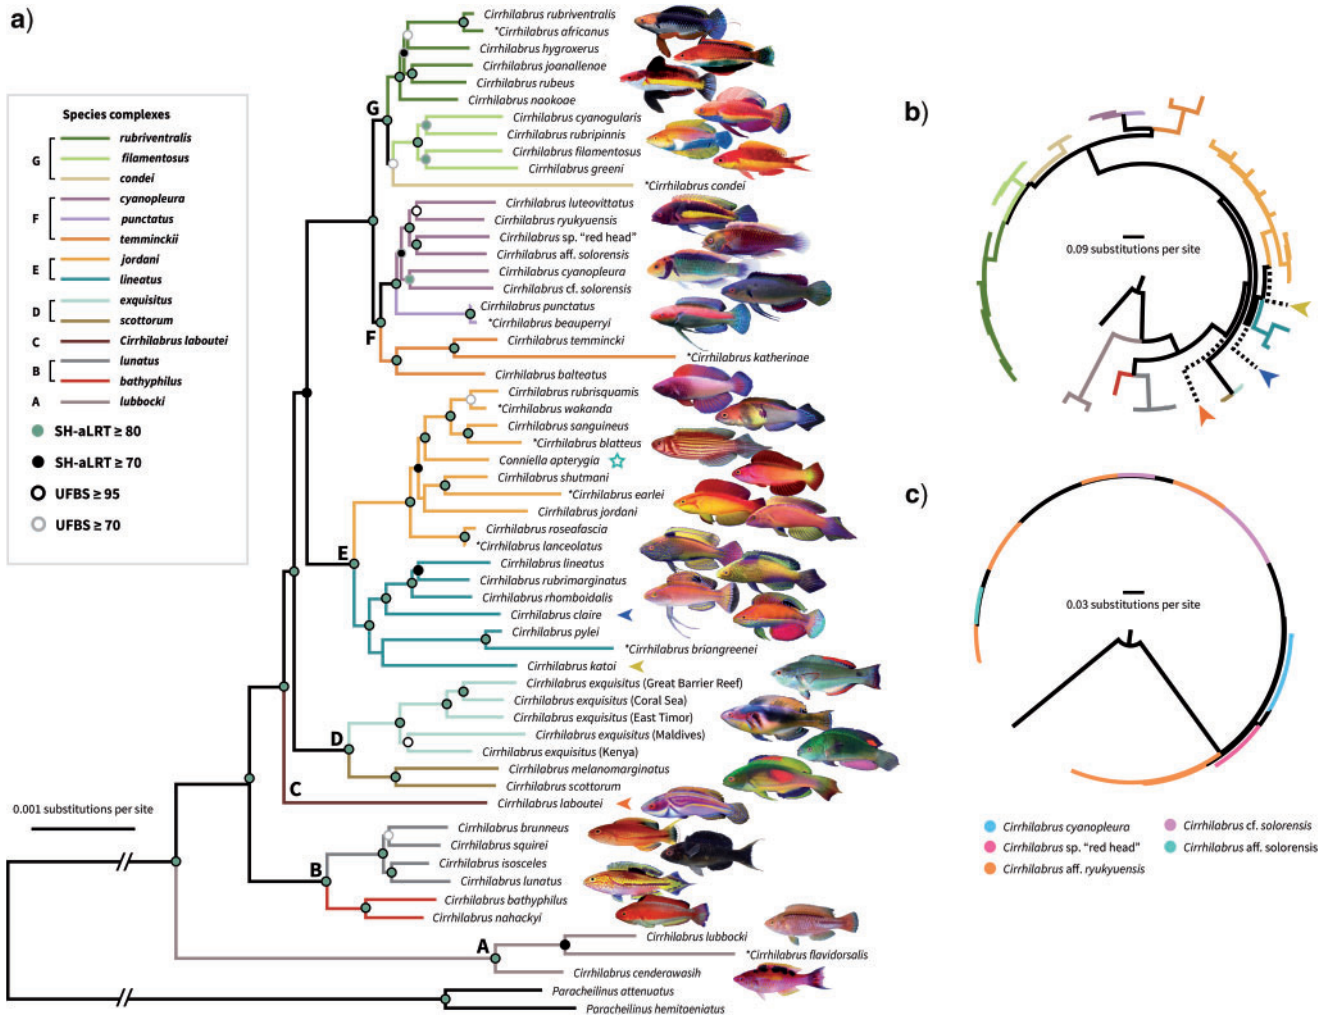 a)
Species complexes
G
rubriventralis
filamentosus
condei
F
cyanopleura
punctatus
temminckii
E
jordani
lineatus
D
exquisitus
scottorum
C
Cirrhilabrus laboutei
B
lunatus
bathyphilus
A
lubbocki
SH-aLRT ≥ 80
SH-aLRT ≥ 70
UFBS ≥ 95
UFBS ≥ 70
0.001 substitutions per site
G
F
E
D
C
B
A
Cirrhilabrus rubriventralis
*Cirrhilabrus africanus
Cirrhilabrus hygroxerus
Cirrhilabrus joanallenae
Cirrhilabrus rubeus
Cirrhilabrus naokoae
Cirrhilabrus cyanogularis
Cirrhilabrus rubripinnis
Cirrhilabrus filamentosus
Cirrhilabrus greeni
*Cirrhilabrus condei
Cirrhilabrus luteovittatus
Cirrhilabrus ryukyuensis
Cirrhilabrus sp. “red head”
Cirrhilabrus aff. solorensis
Cirrhilabrus cyanopleura
Cirrhilabrus cf. solorensis
Cirrhilabrus punctatus
*Cirrhilabrus beauperryi
Cirrhilabrus temmincki
*Cirrhilabrus katherinae
Cirrhilabrus balteatus
Cirrhilabrus rubrisquamis
*Cirrhilabrus wakanda
Cirrhilabrus sanguineus
*Cirrhilabrus blatteus
Conniella apterygia
Cirrhilabrus shutmani
*Cirrhilabrus earlei
Cirrhilabrus jordani
Cirrhilabrus roseafascia
*Cirrhilabrus lanceolatus
Cirrhilabrus lineatus
Cirrhilabrus rubrimarginatus
Cirrhilabrus rhomboidalis
Cirrhilabrus claire
Cirrhilabrus pylei
*Cirrhilabrus briangreenei
Cirrhilabrus katoi
Cirrhilabrus exquisitus (Great Barrier Reef)
Cirrhilabrus exquisitus (Coral Sea)
Cirrhilabrus exquisitus (East Timor)
Cirrhilabrus exquisitus (Maldives)
Cirrhilabrus exquisitus (Kenya)
Cirrhilabrus melanomarginatus
Cirrhilabrus scottorum
Cirrhilabrus laboutei
Cirrhilabrus brunneus
Cirrhilabrus squirei
Cirrhilabrus isosceles
Cirrhilabrus lunatus
Cirrhilabrus bathyphilus
Cirrhilabrus nahackyi
Cirrhilabrus lubbocki
*Cirrhilabrus flavidorsalis
Cirrhilabrus cenderawasih
Paracheilinus attenuatus
Paracheilinus hemitaeniatus
b)
0.09 substitutions per site
c)
0.03 substitutions per site
Cirrhilabrus cyanopleura
Cirrhilabrus sp. “red head”
Cirrhilabrus aff. ryukyuensis
Cirrhilabrus cf. solorensis
Cirrhilabrus aff. solorensis